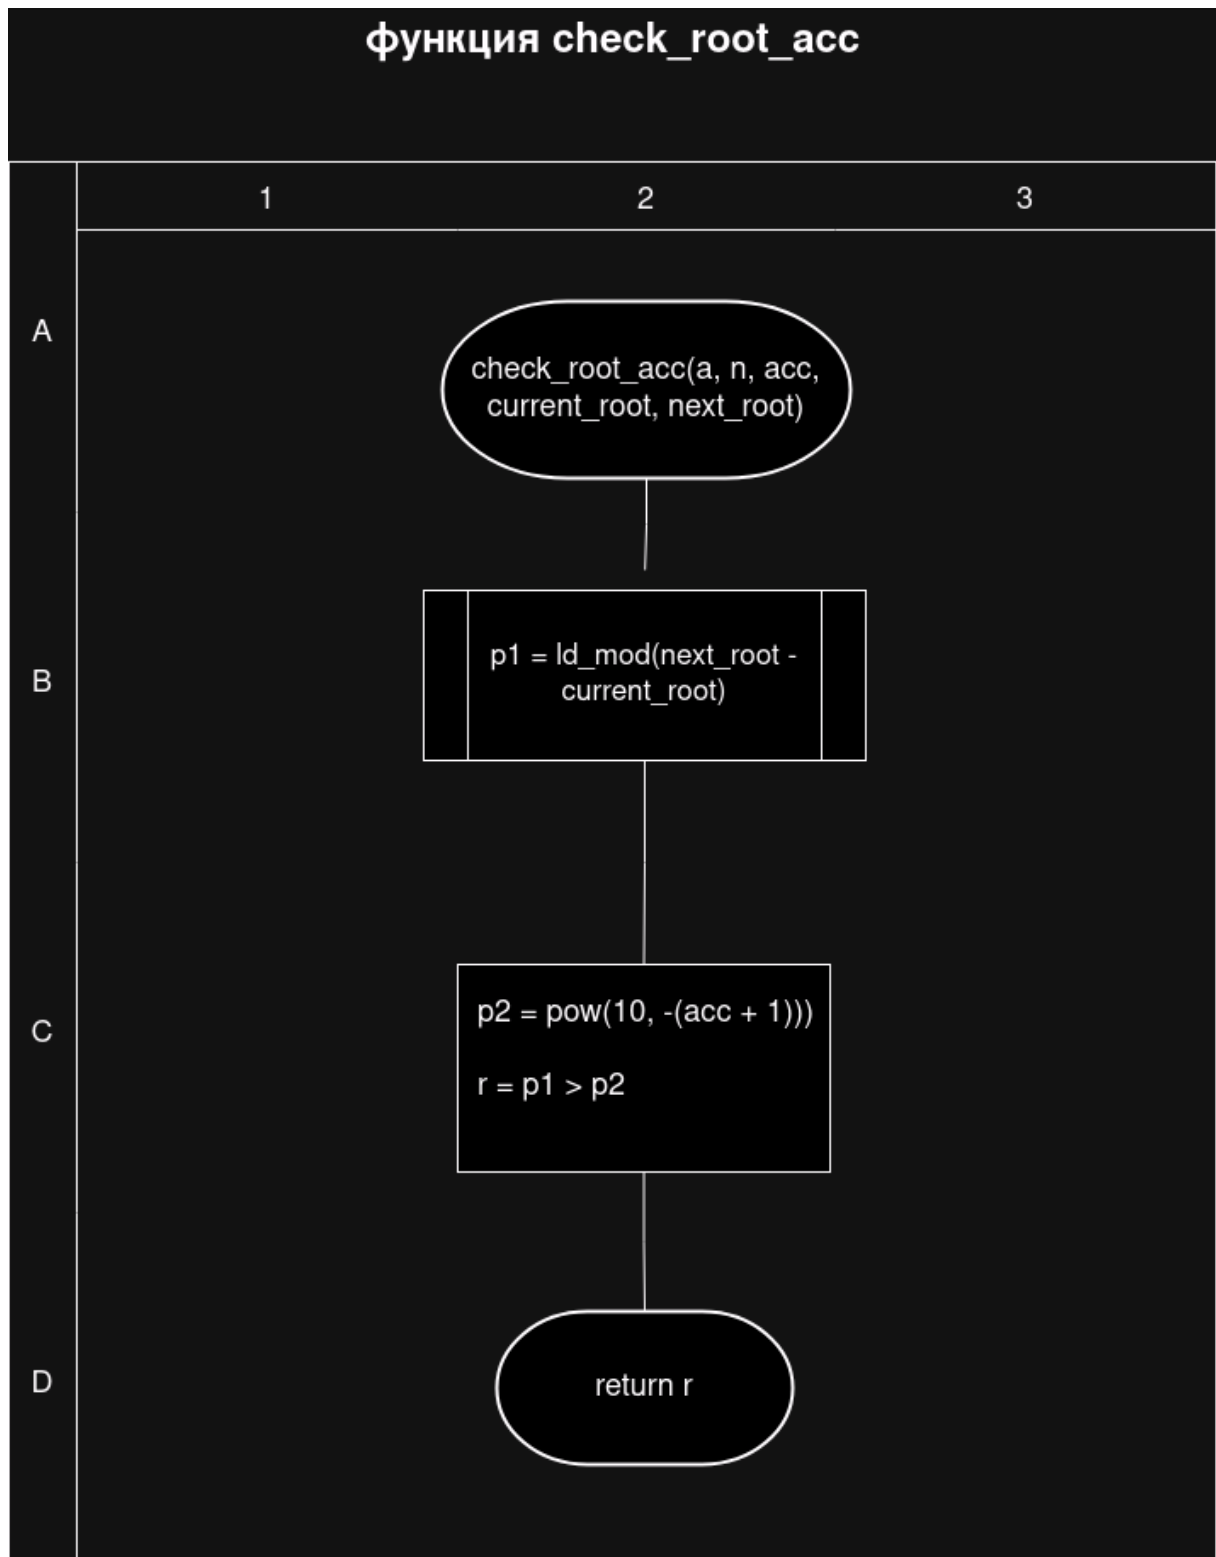 функция check_root_acc
1 2 3
A
check_root_acc(a, n, acc,
current_root, next_root)
B
p1 = ld_mod(next_root -
current_root)
C
p2 = pow(10, -(acc + 1)))
r = p1 > p2
D
return r